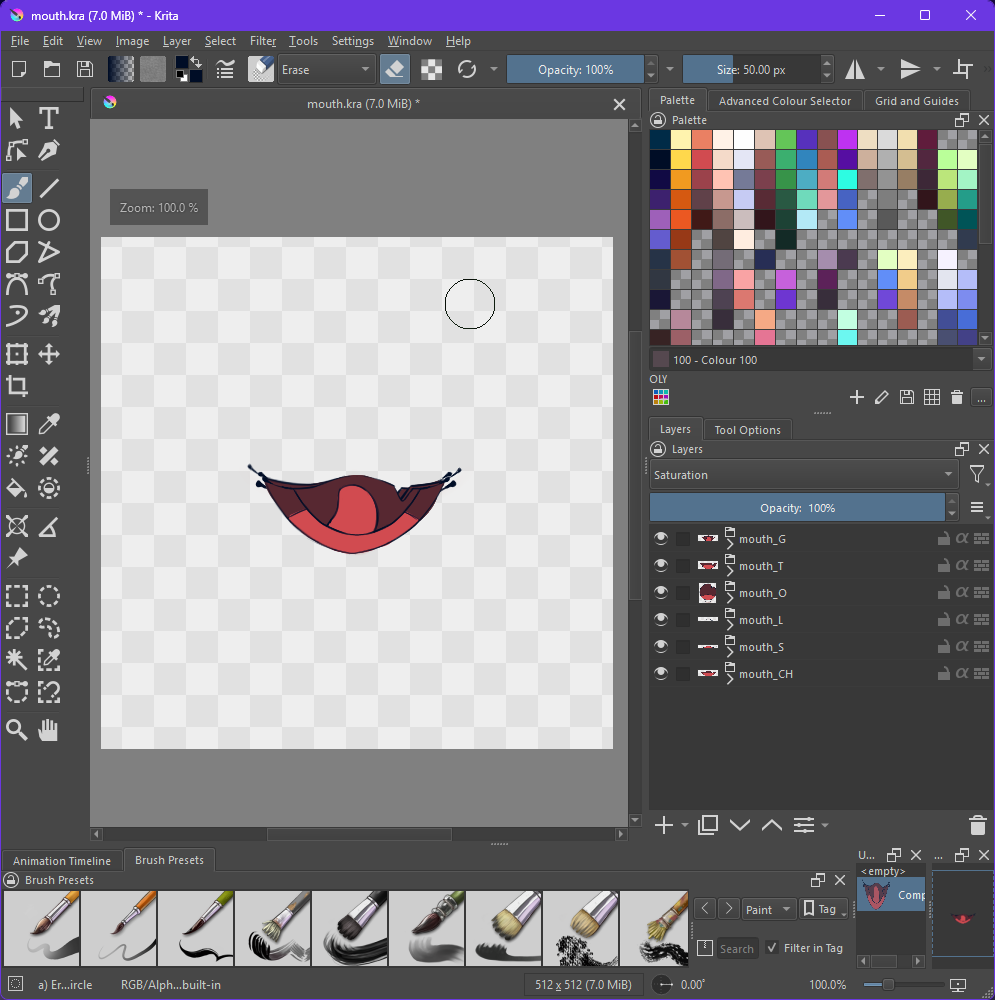 mouth.kra (7.0 MiB) * - Krita
File Edit View Image Layer Select Filter Tools Settings Window Help
Erase Opacity: 100% Size: 50.00 px
mouth.kra (7.0 MiB) *
Palette Advanced Colour Selector Grid and Guides
Palette
Zoom: 100.0 %
100 - Colour 100
OLY
...
Layers Tool Options
Layers
Saturation
Opacity: 100%
mouth_G
mouth_T
mouth_O
mouth_L
mouth_S
mouth_CH
Animation Timeline Brush Presets
Brush Presets
U... ...
<empty>
Comp
Paint Tag
Search Filter in Tag
a) Er...ircle RGB/Alph...built-in 512 x 512 (7.0 MiB) 0.00° 100.0%